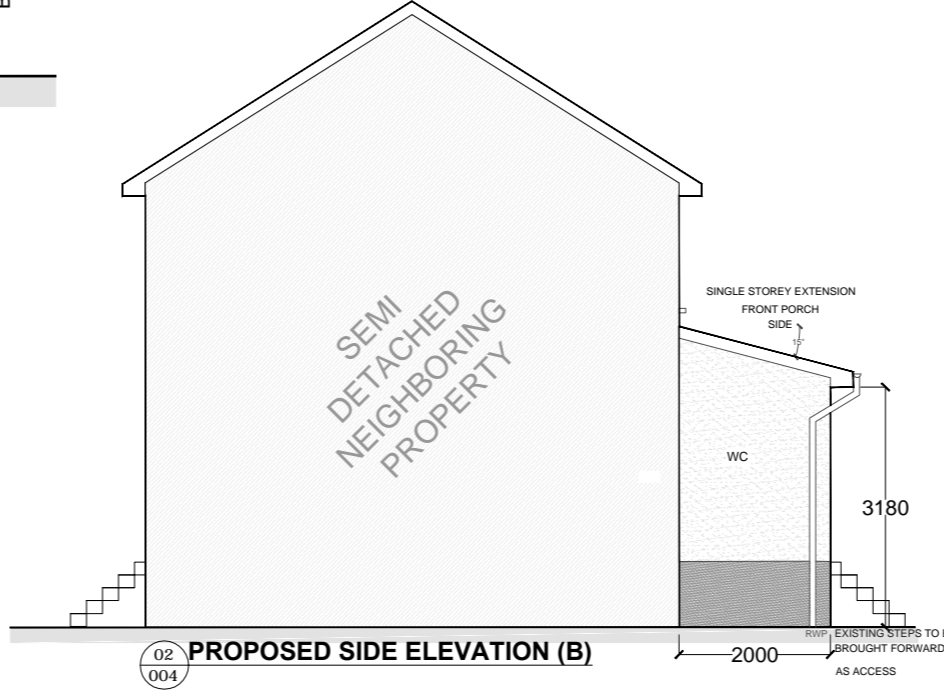 SINGLE STOREY EXTENSION
FRONT PORCH
SIDE
15°
SEMI
DETACHED
NEIGHBORING
PROPERTY
WC
3180
RWP
EXISTING STEPS TO
BROUGHT FORWARD
AS ACCESS
2000
02
004
PROPOSED SIDE ELEVATION (B)